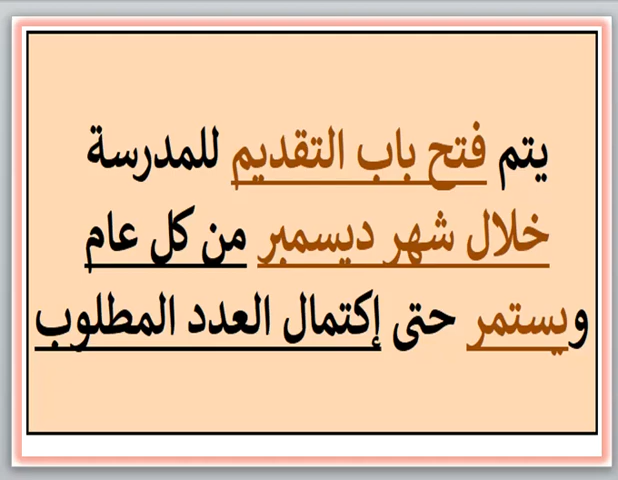 يتم فتح باب التقديم للمدرسة
خلال شهر ديسمبر من كل عام
ويستمر حتى إكتمال العدد المطلوب